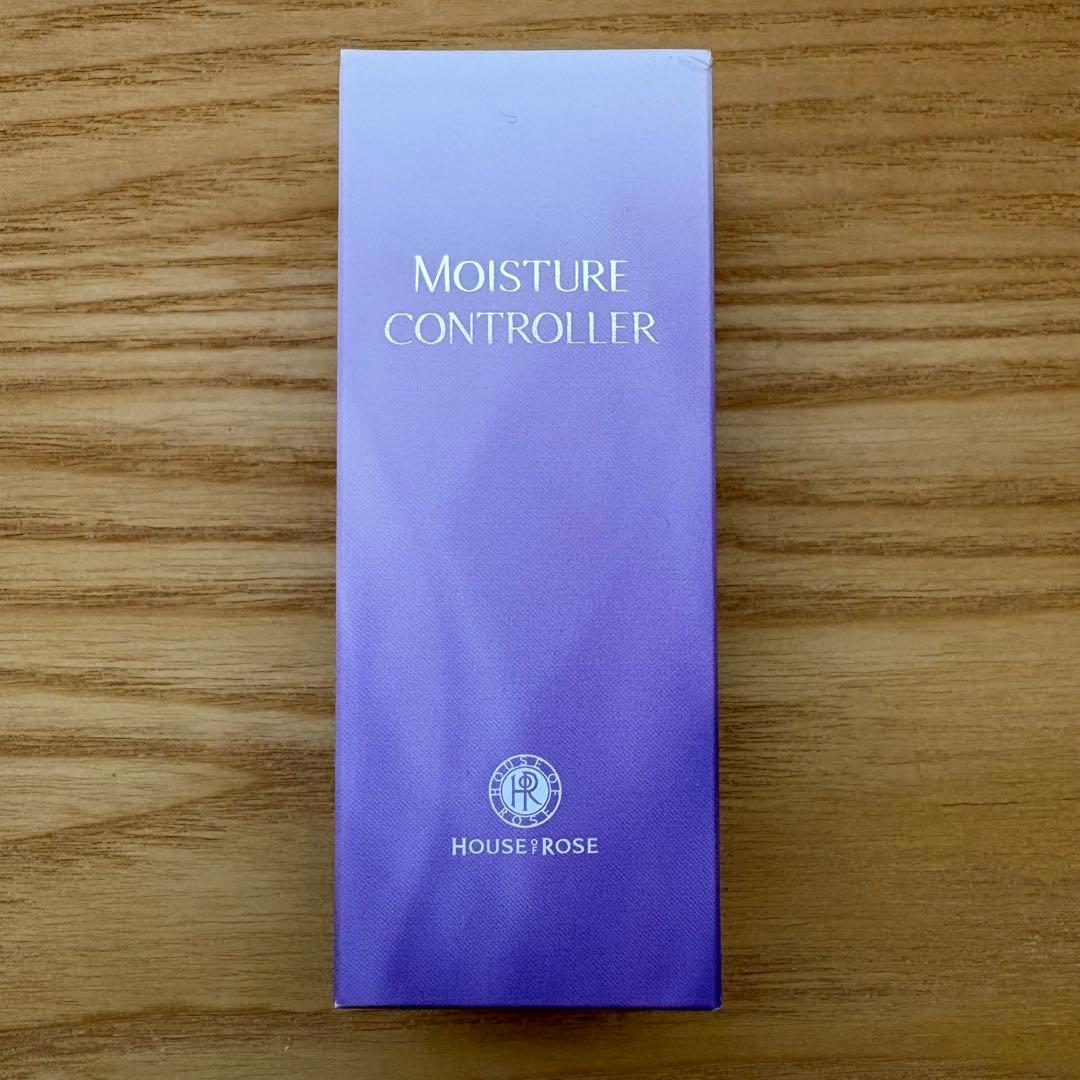 MOISTURE
CONTROLLER
HOUSE OF
HR
ROSE
HOUSE OF ROSE